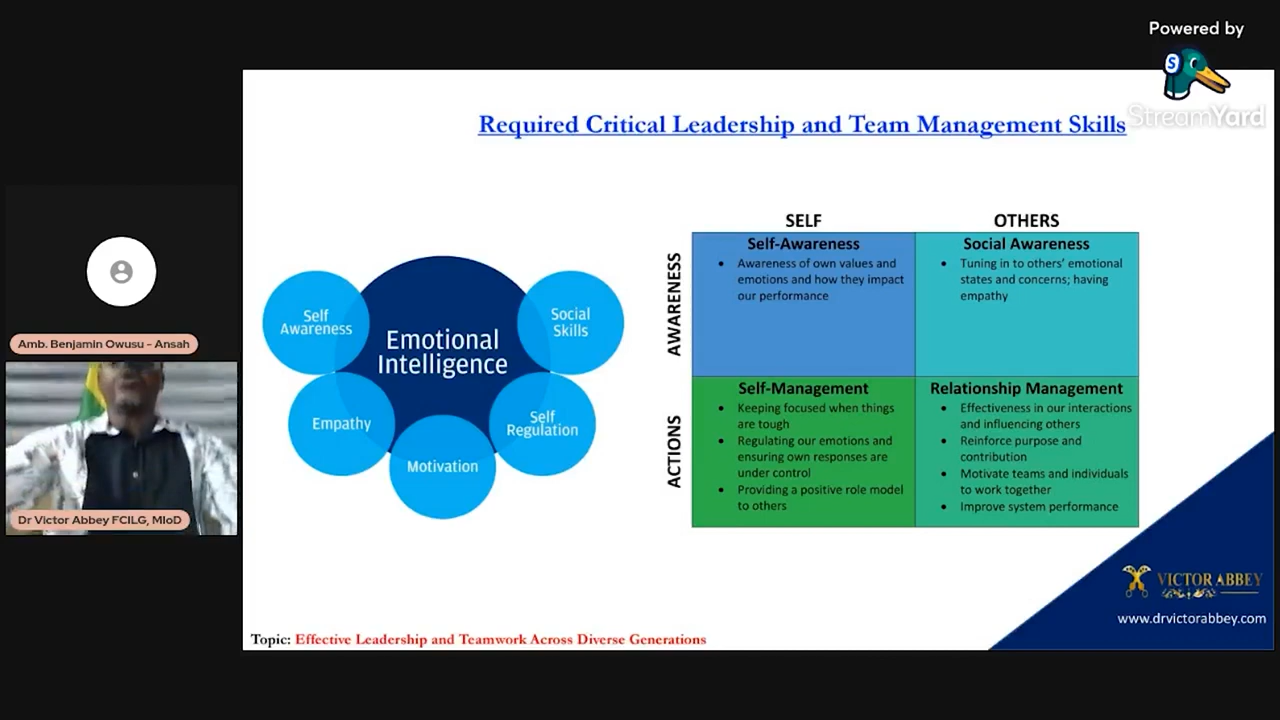 Powered by
S
StreamYard
Required Critical Leadership and Team Management Skills
Amb. Benjamin Owusu - Ansah
Dr Victor Abbey FCILG, MIoD
Self
Awareness
Emotional
Intelligence
Social
Skills
Empathy
Motivation
Self
Regulation
SELF
OTHERS
AWARENESS
Self-Awareness
• Awareness of own values and
emotions and how they impact
our performance
Social Awareness
• Tuning in to others' emotional
states and concerns; having
empathy
ACTIONS
Self-Management
• Keeping focused when things
are tough
• Regulating our emotions and
ensuring own responses are
under control
• Providing a positive role model
to others
Relationship Management
• Effectiveness in our interactions
and influencing others
• Reinforce purpose and
contribution
• Motivate teams and individuals
to work together
• Improve system performance
VICTOR ABBEY
www.drvictorabbey.com
Topic: Effective Leadership and Teamwork Across Diverse Generations